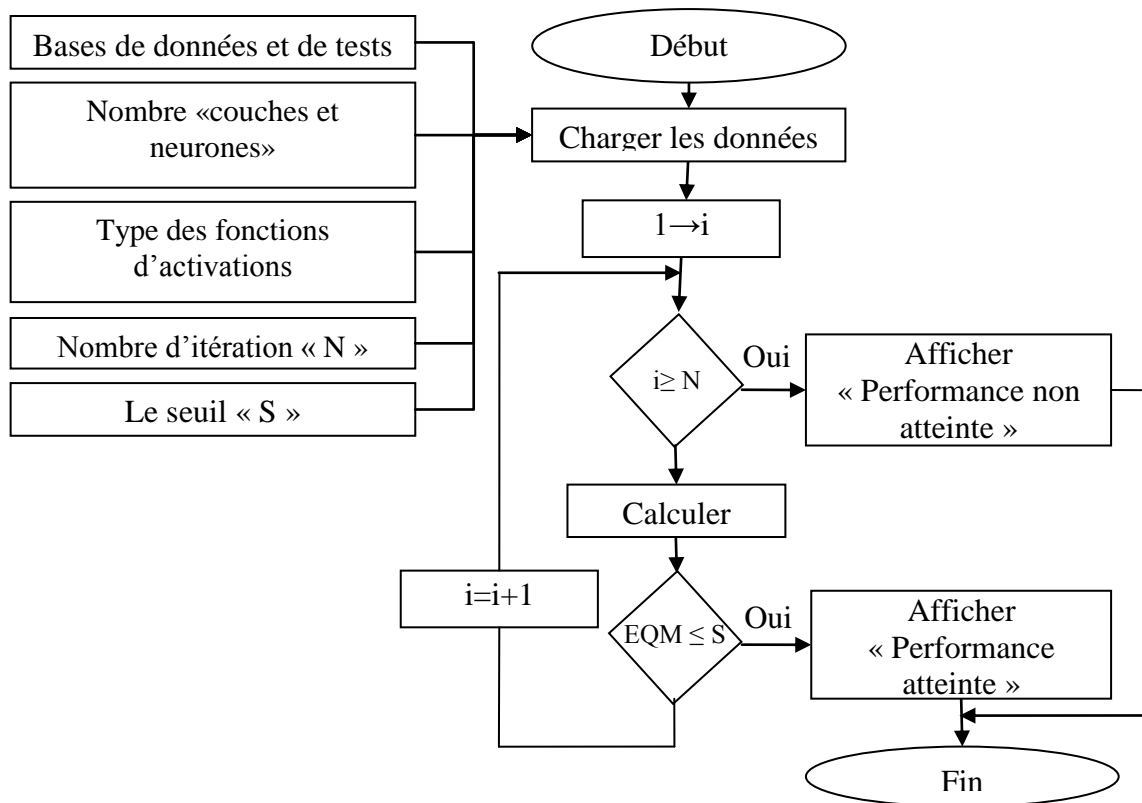 Bases de données et de tests
Nombre «couches et
neurones»
Type des fonctions
d’activations
Nombre d’itération « N »
Le seuil « S »
Début
Charger les données
1→i
i≥ N
Oui
Afficher
« Performance non
atteinte »
Calculer
i=i+1
EQM ≤ S
Oui
Afficher
« Performance
atteinte »
Fin